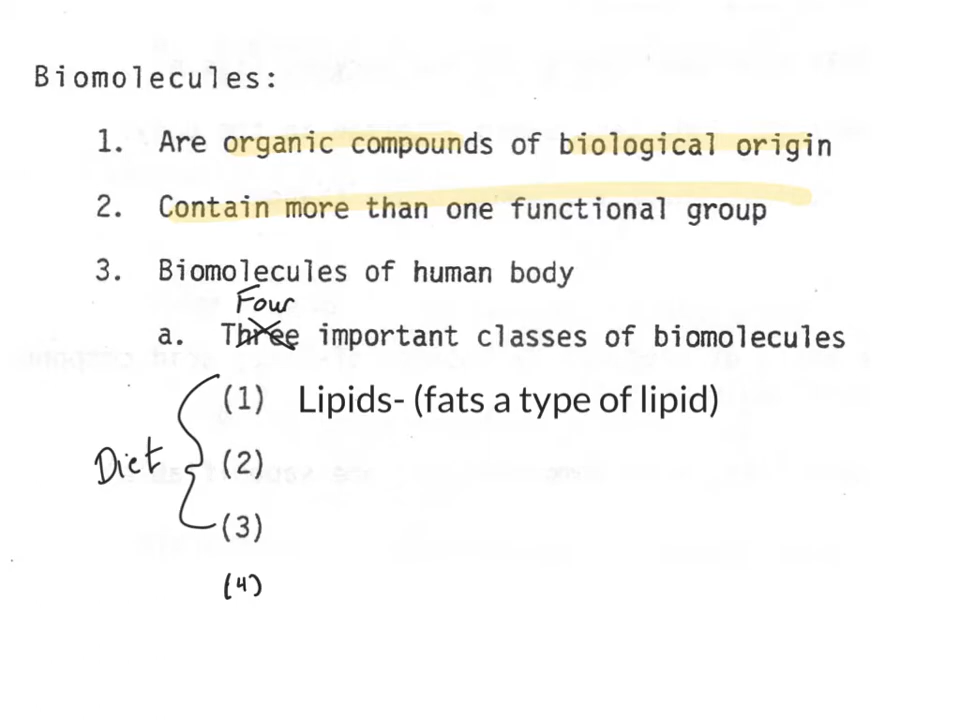 Biomolecules:
1. Are organic compounds of biological origin
2. Contain more than one functional group
3. Biomolecules of human body
Four
a. Three important classes of biomolecules
(1) Lipids- (fats a type of lipid)
Diet (2)
(3)
(4)